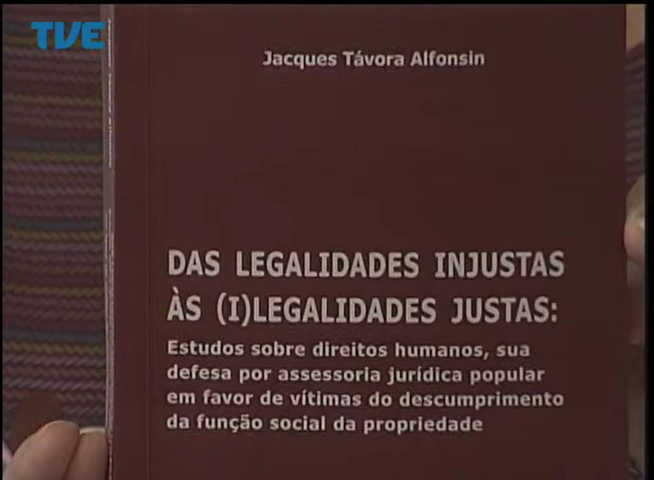 TVE
Jacques Távora Alfonsin
DAS LEGALIDADES INJUSTAS
ÀS (I)LEGALIDADES JUSTAS:
Estudos sobre direitos humanos, sua
defesa por assessoria jurídica popular
em favor de vítimas do descumprimento
da função social da propriedade